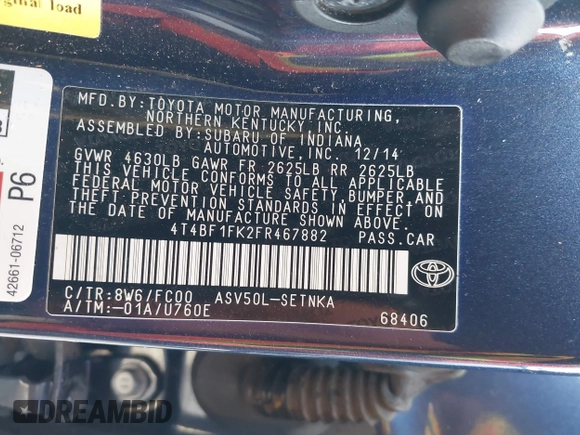 ginal load
MFD.BY:TOYOTA MOTOR MANUFACTURING,
NORTHERN KENTUCKY,INC.
ASSEMBLED BY:SUBARU OF INDIANA
AUTOMOTIVE,INC. 12/14
GVWR 4630LB GAWR FR 2625LB RR 2625LB
THIS VEHICLE CONFORMS TO ALL APPLICABLE
FEDERAL MOTOR VEHICLE SAFETY,BUMPER,AND
THEFT PREVENTION STANDARDS IN EFFECT ON
THE DATE OF MANUFACTURE SHOWN ABOVE.
4T4BF1FK2FR467882 PASS.CAR
C/TR:8W6/FC00 ASV50L-SETNKA
A/TM:-01A/U760E 68406
TOYOTA
P6
42661-06712
DREAMBID